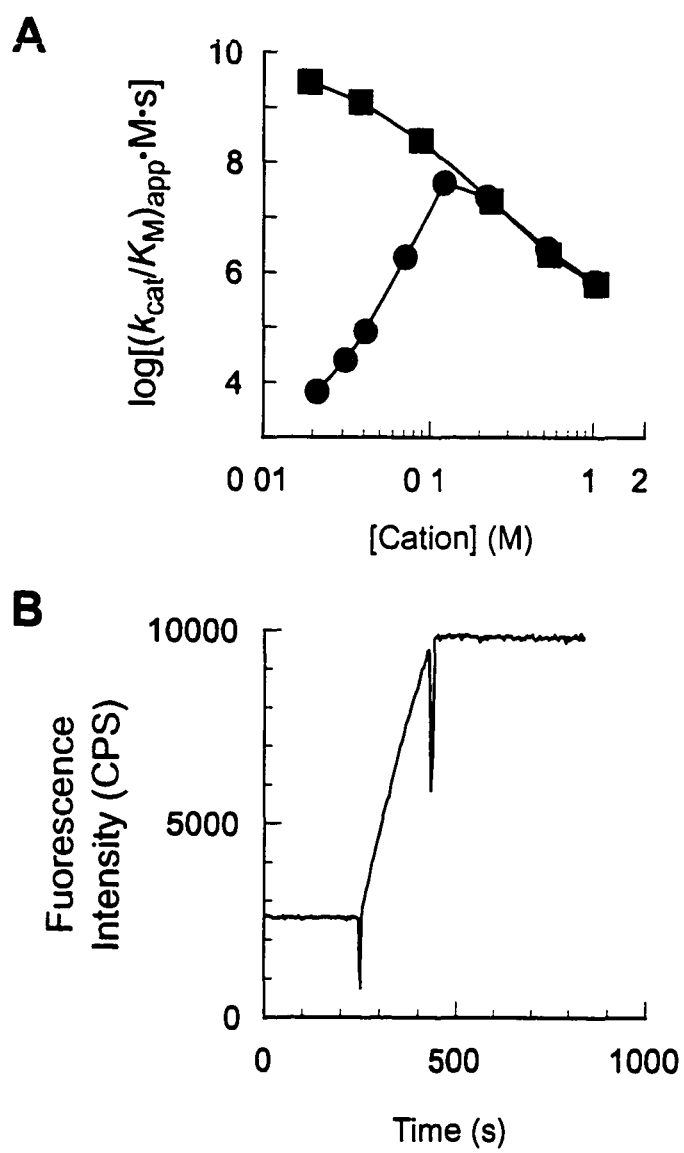 A
10
8
6
4
log[(kcat/KM)app·M·s]
0 01
0 1
1
2
[Cation] (M)
B
10000
5000
0
Fuorescence
Intensity (CPS)
0
500
1000
Time (s)